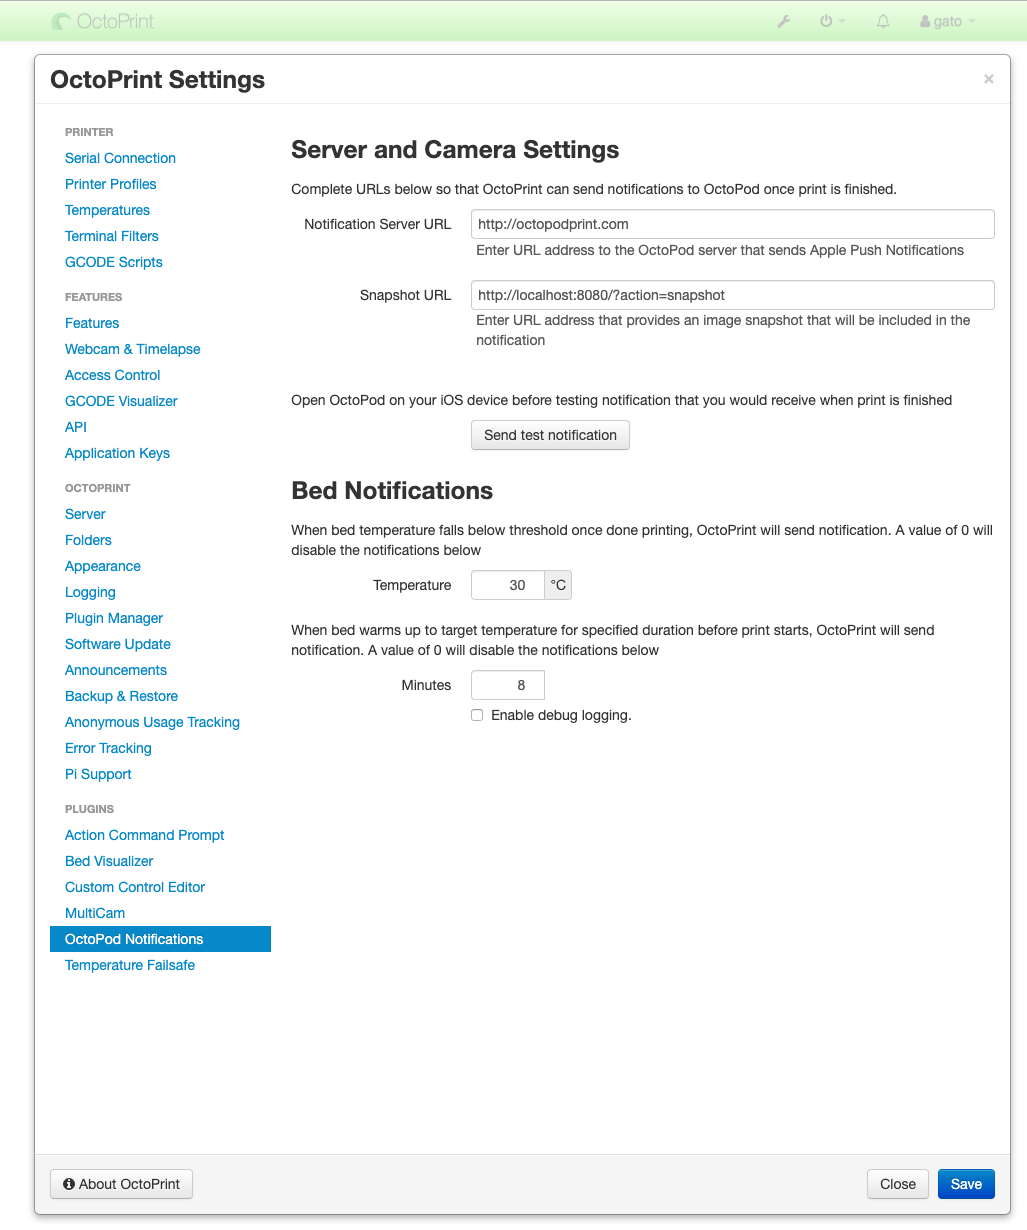 OctoPrint
gato
OctoPrint Settings
×
PRINTER
Serial Connection
Printer Profiles
Temperatures
Terminal Filters
GCODE Scripts
FEATURES
Features
Webcam & Timelapse
Access Control
GCODE Visualizer
API
Application Keys
OCTOPRINT
Server
Folders
Appearance
Logging
Plugin Manager
Software Update
Announcements
Backup & Restore
Anonymous Usage Tracking
Error Tracking
Pi Support
PLUGINS
Action Command Prompt
Bed Visualizer
Custom Control Editor
MultiCam
OctoPod Notifications
Temperature Failsafe
Server and Camera Settings
Complete URLs below so that OctoPrint can send notifications to OctoPod once print is finished.
Notification Server URL http://octopodprint.com
Enter URL address to the OctoPod server that sends Apple Push Notifications
Snapshot URL http://localhost:8080/?action=snapshot
Enter URL address that provides an image snapshot that will be included in the
notification
Open OctoPod on your iOS device before testing notification that you would receive when print is finished
Send test notification
Bed Notifications
When bed temperature falls below threshold once done printing, OctoPrint will send notification. A value of 0 will
disable the notifications below
Temperature 30 °C
When bed warms up to target temperature for specified duration before print starts, OctoPrint will send
notification. A value of 0 will disable the notifications below
Minutes 8
Enable debug logging.
About OctoPrint
Close
Save